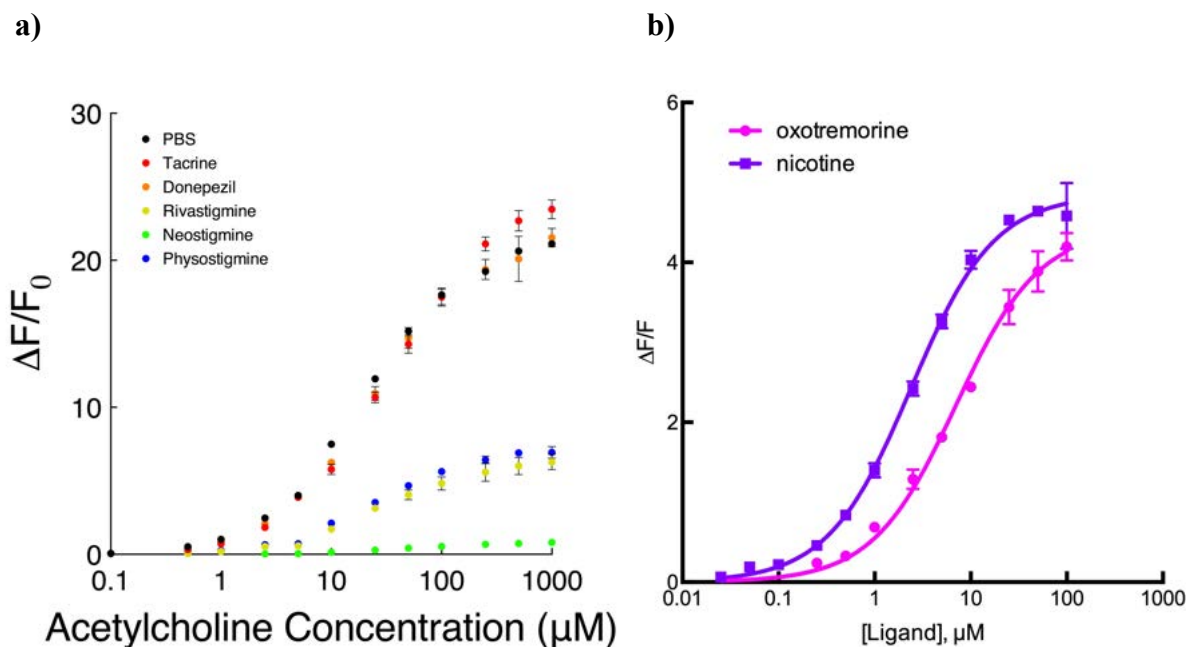 a)
30
20
10
0
ΔF/F₀
PBS
Tacrine
Donepezil
Rivastigmine
Neostigmine
Physostigmine
0.1 1 10 100 1000
Acetylcholine Concentration (µM)
b)
6
4
2
0
ΔF/F
oxotremorine
nicotine
0.01 0.1 1 10 100 1000
[Ligand], µM